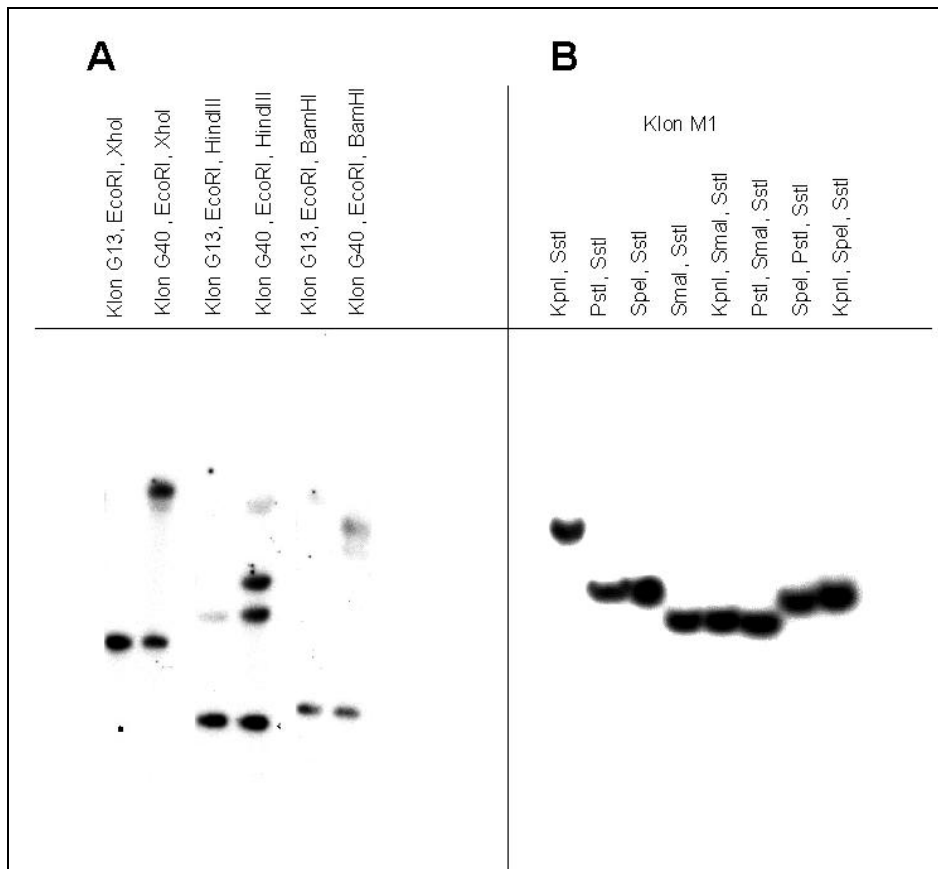 A
Klon G13, EcoRI, XhoI
Klon G40, EcoRI, XhoI
Klon G13, EcoRI, HindIII
Klon G40, EcoRI, HindIII
Klon G13, EcoRI, BamHI
Klon G40, EcoRI, BamHI
B
Klon M1
KpnI, SstI
PstI, SstI
SpeI, SstI
SmaI, SstI
KpnI, SmaI, SstI
PstI, SmaI, SstI
SpeI, PstI, SstI
KpnI, SpeI, SstI